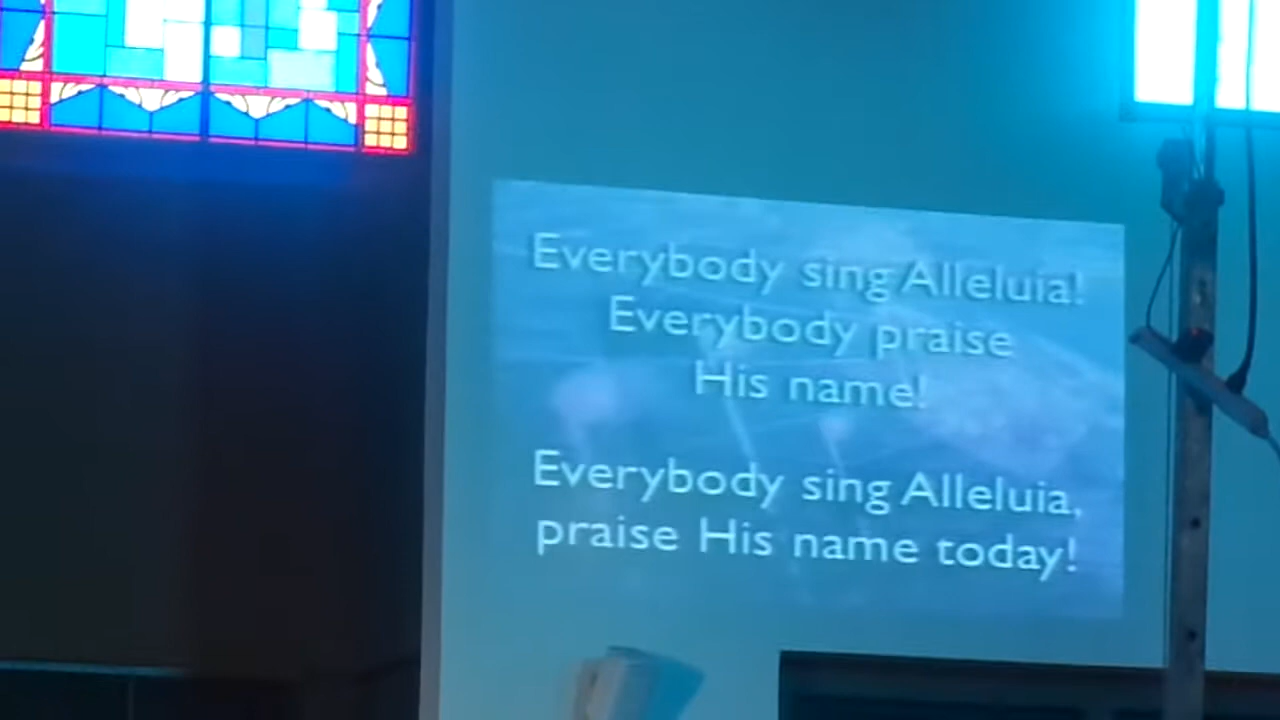 Everybody sing Alleluia!
Everybody praise
His name!
Everybody sing Alleluia,
praise His name today!